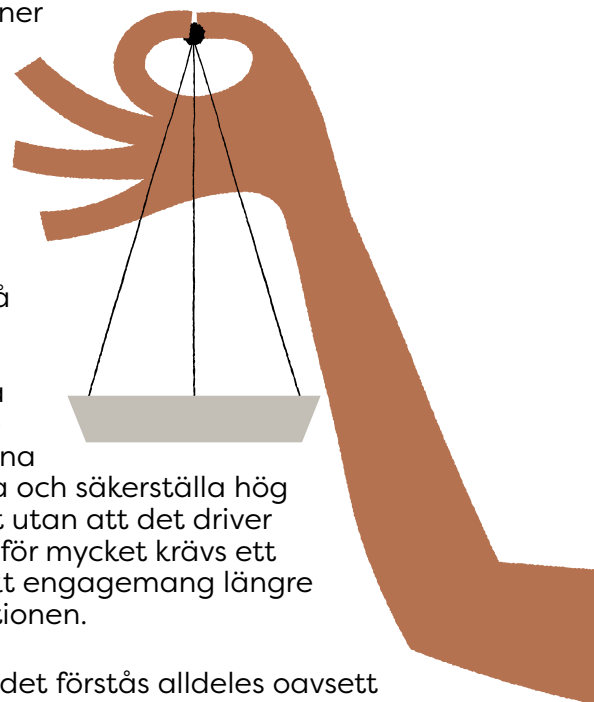 ner
å
a
na
a och säkerställa hög
t utan att det driver
för mycket krävs ett
tt engagemang längre
tionen.
det förstås alldeles oavsett